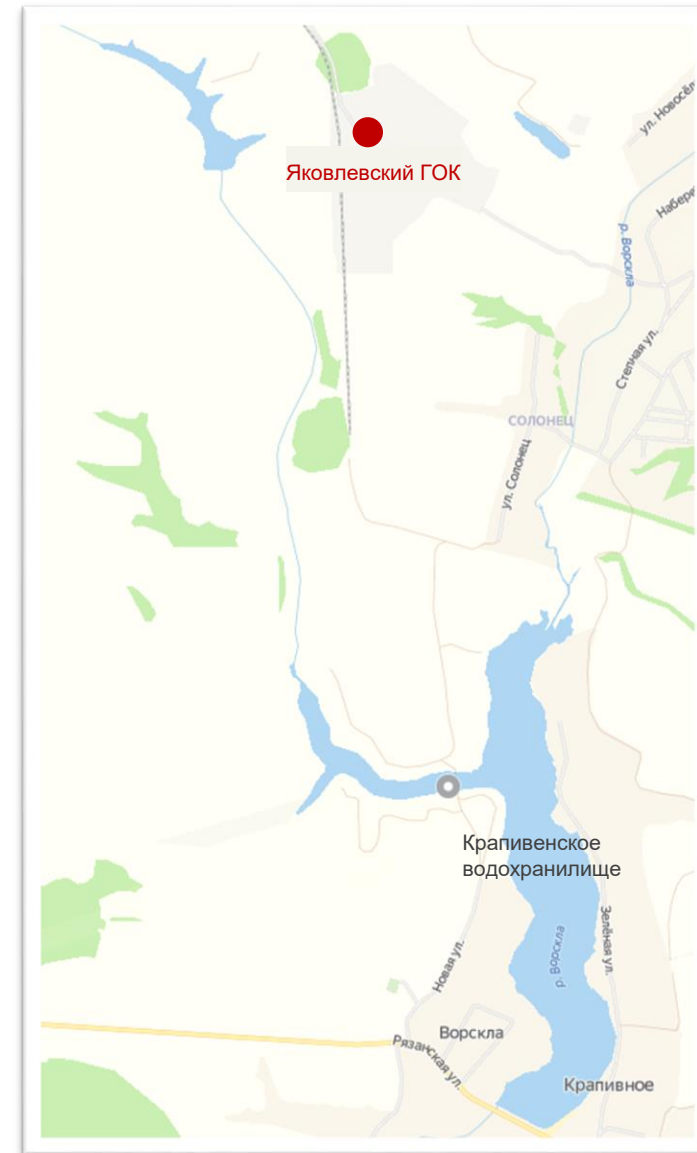 ул. Новосёл
Яковлевский ГОК
Набере
р. Ворскла
Степная ул.
СОЛОНЕЦ
ул. Солонец
Крапивенское
водохранилище
Зелёная ул.
р. Ворскла
Новая ул.
Ворскла
Рязанская ул.
Крапивное